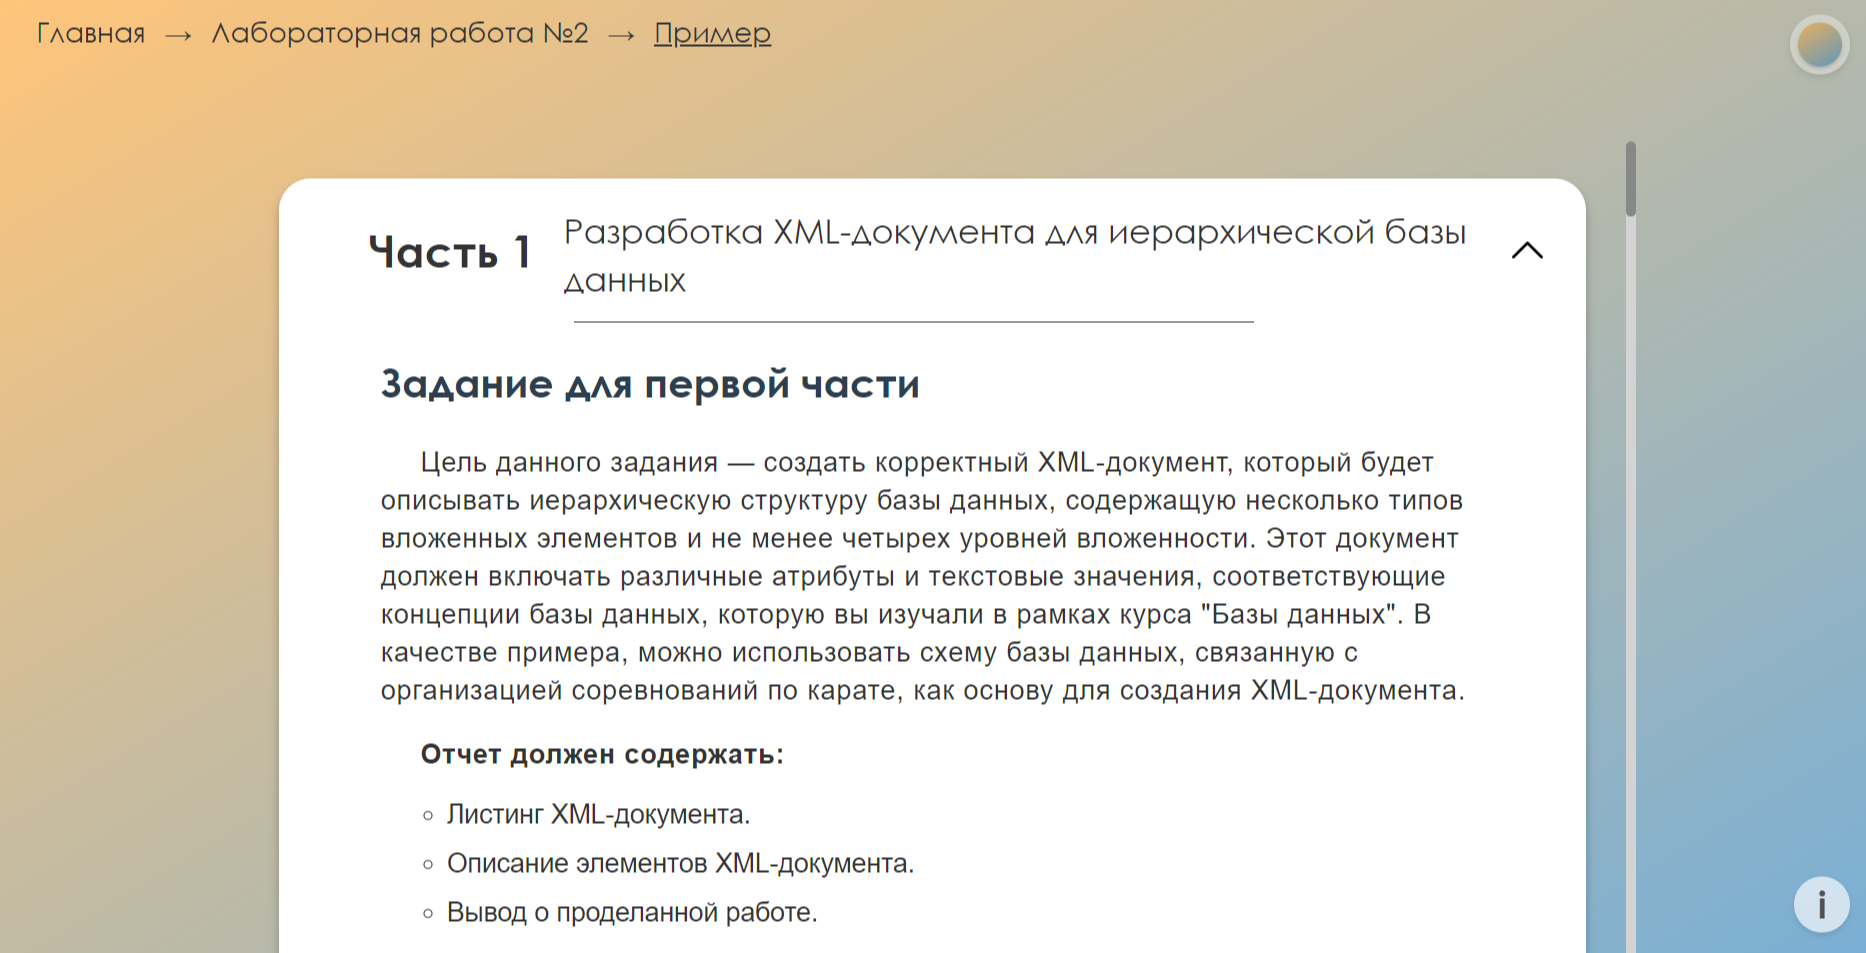 Главная → Лабораторная работа №2 → Пример
Часть 1
Разработка XML-документа для иерархической базы
данных
Задание для первой части
Цель данного задания — создать корректный XML-документ, который будет
описывать иерархическую структуру базы данных, содержащую несколько типов
вложенных элементов и не менее четырех уровней вложенности. Этот документ
должен включать различные атрибуты и текстовые значения, соответствующие
концепции базы данных, которую вы изучали в рамках курса "Базы данных". В
качестве примера, можно использовать схему базы данных, связанную с
организацией соревнований по карате, как основу для создания XML-документа.
Отчет должен содержать:
Листинг XML-документа.
Описание элементов XML-документа.
Вывод о проделанной работе.
i